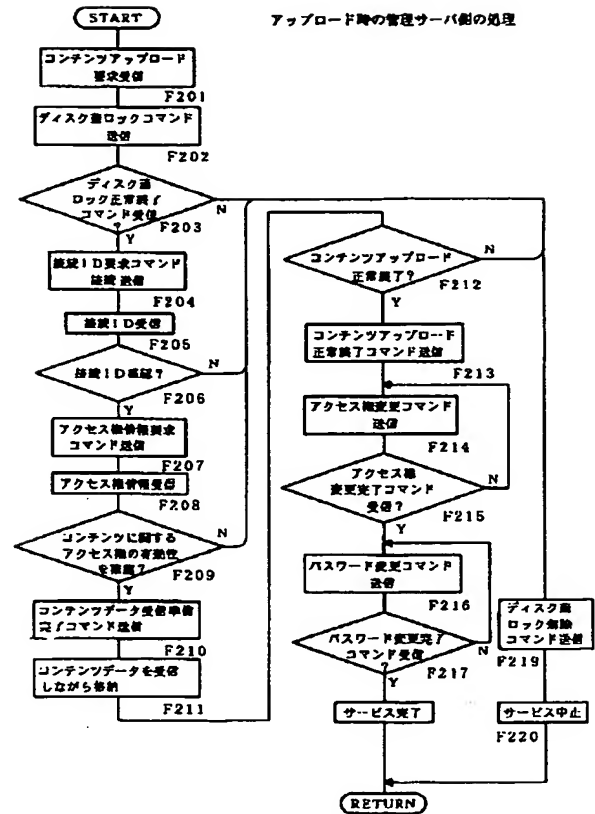 START
アップロード時の管理サーバ側の処理
コンテンツアップロード
要求受信
F201
ディスク面ロックコマンド
送信
F202
ディスク面
ロック正常終了
コマンド受信
?
N
Y
F203
接続ID要求コマンド
送信
F204
接続ID受信
F205
接続ID確認?
N
Y
F206
アクセス権情報要求
コマンド送信
F207
アクセス権情報受信
F208
コンテンツに関する
アクセス権の有効性
を確認?
N
Y
F209
コンテンツデータ受信準備
完了コマンド送信
F210
コンテンツデータを受信
しながら格納
F211
コンテンツアップロード
正常終了?
N
Y
F212
コンテンツアップロード
正常終了コマンド送信
F213
アクセス権変更コマンド
送信
F214
アクセス権
変更完了コマンド
受信?
N
Y
F215
パスワード変更コマンド
送信
F216
パスワード変更完了
コマンド受信
?
N
Y
F217
サービス完了
ディスク面
ロック解除
コマンド送信
F219
サービス中止
F220
RETURN